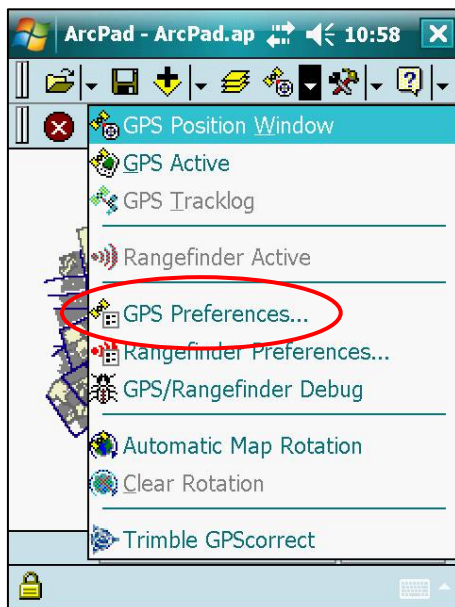 ArcPad - ArcPad.ap 10:58
GPS Position Window
GPS Active
GPS Tracklog
Rangefinder Active
GPS Preferences...
Rangefinder Preferences...
GPS/Rangefinder Debug
Automatic Map Rotation
Clear Rotation
Trimble GPScorrect